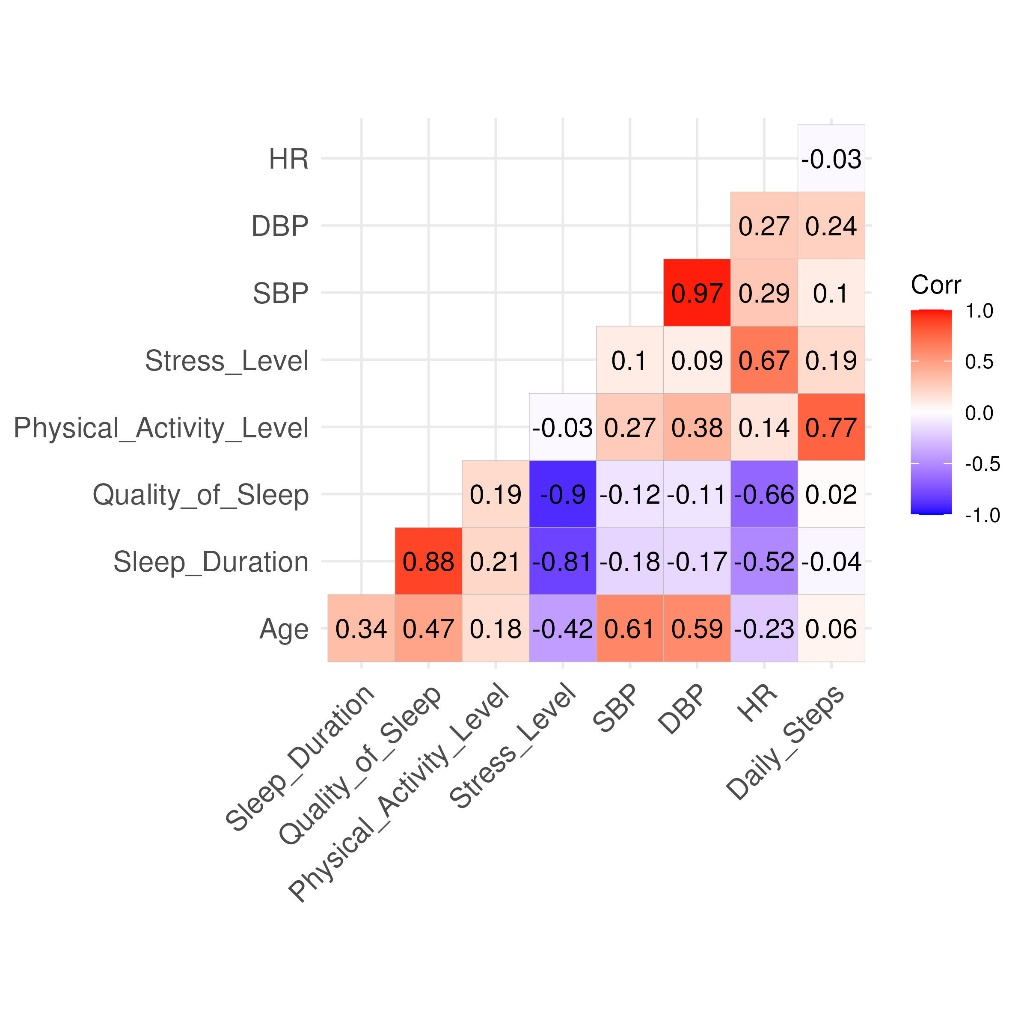 HR -0.03
DBP 0.27 0.24
SBP 0.97 0.29 0.1
Stress_Level 0.1 0.09 0.67 0.19
Physical_Activity_Level -0.03 0.27 0.38 0.14 0.77
Quality_of_Sleep 0.19 -0.9 -0.12 -0.11 -0.66 0.02
Sleep_Duration 0.88 0.21 -0.81 -0.18 -0.17 -0.52 -0.04
Age 0.34 0.47 0.18 -0.42 0.61 0.59 -0.23 0.06
Sleep_Duration
Quality_of_Sleep
Physical_Activity_Level
Stress_Level
SBP
DBP
HR
Daily_Steps
Corr
1.0
0.5
0.0
-0.5
-1.0